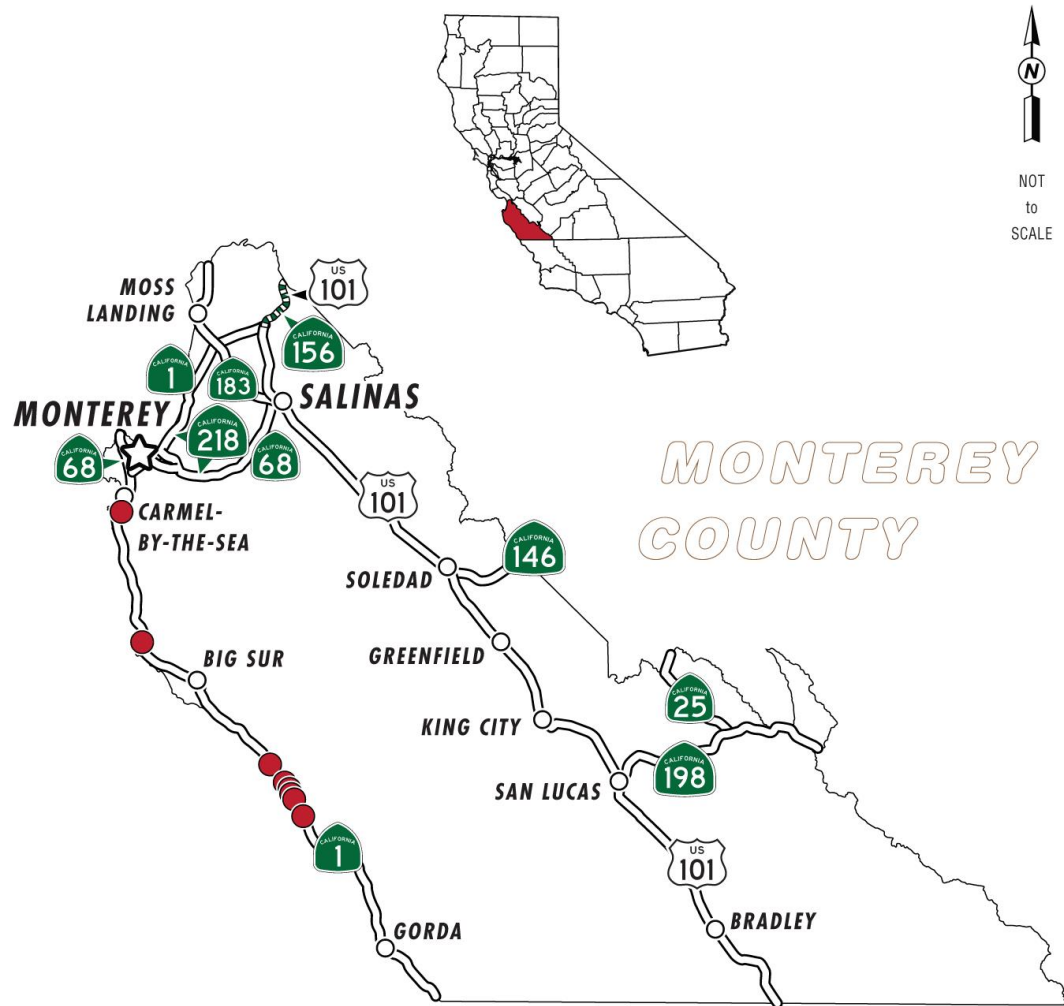 N
NOT
to
SCALE
MOSS
LANDING
US
101
CALIFORNIA
156
CALIFORNIA
1
CALIFORNIA
183
SALINAS
MONTEREY
CALIFORNIA
218
CALIFORNIA
68
CALIFORNIA
68
MONTEREY
COUNTY
US
101
CARMEL-
BY-THE-SEA
CALIFORNIA
146
SOLEDAD
GREENFIELD
BIG SUR
CALIFORNIA
25
KING CITY
CALIFORNIA
198
SAN LUCAS
CALIFORNIA
1
US
101
BRADLEY
GORDA